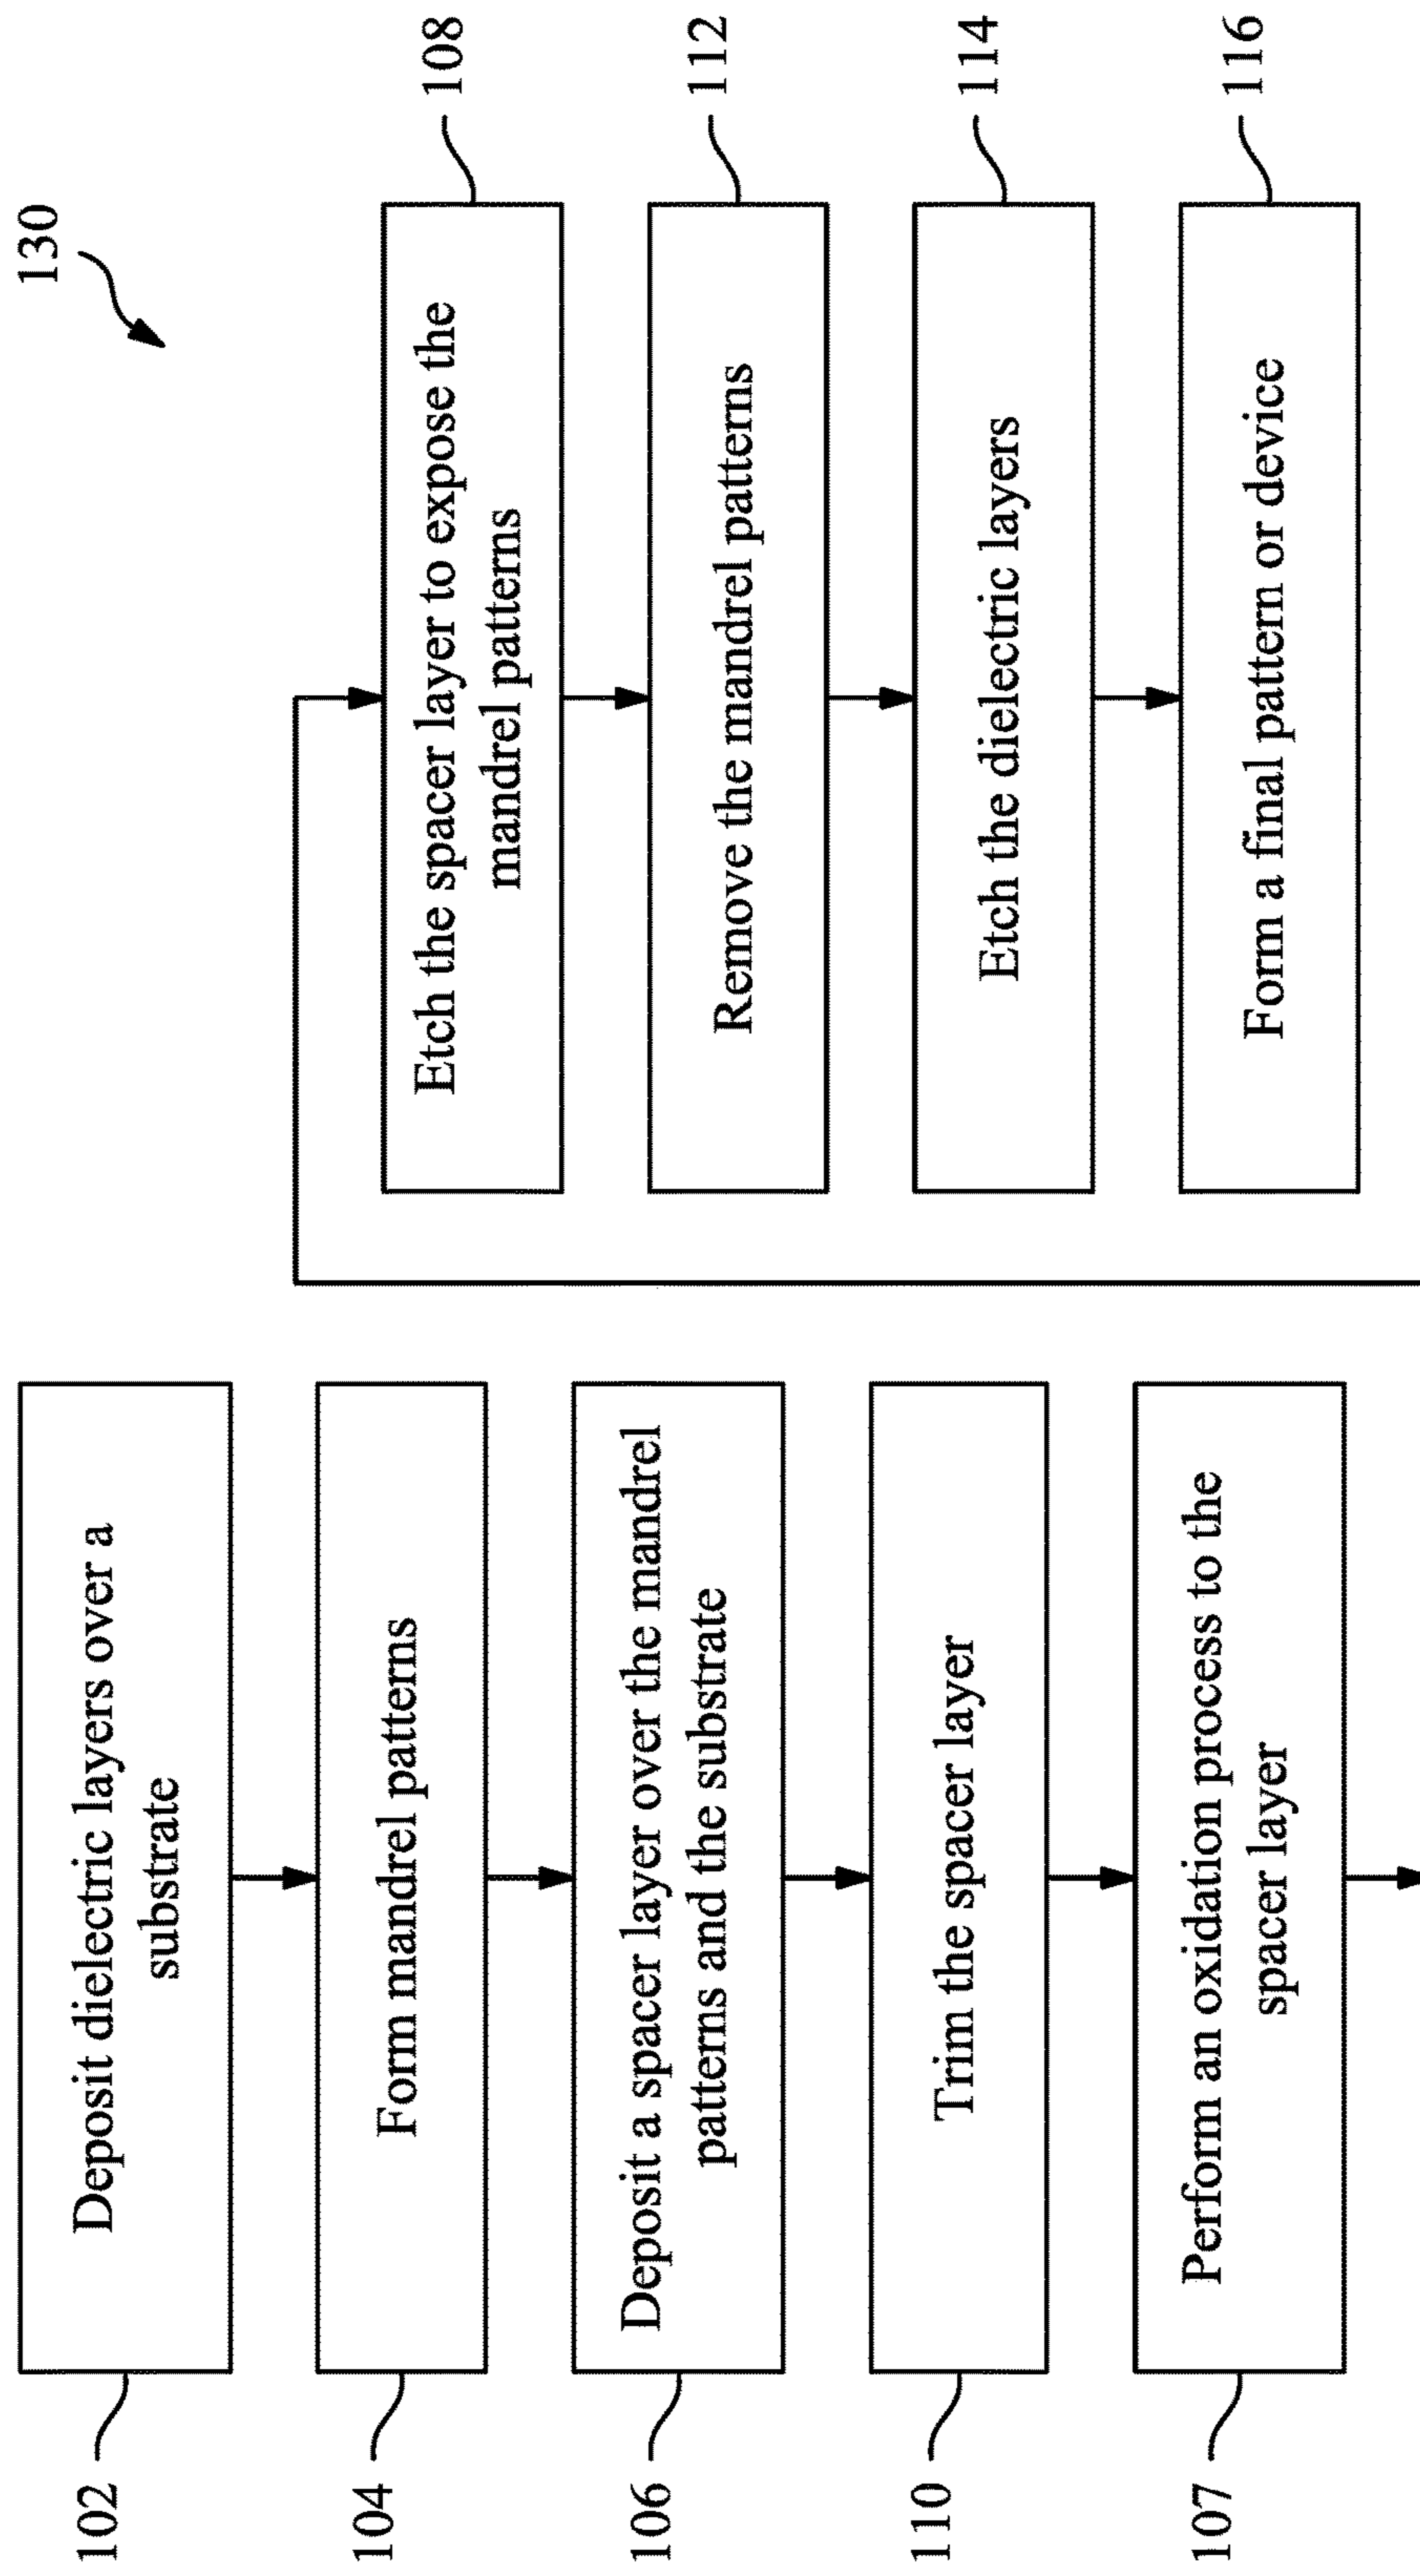 130
102
Deposit dielectric layers over a
substrate
104
Form mandrel patterns
106
Deposit a spacer layer over the mandrel
patterns and the substrate
110
Trim the spacer layer
107
Perform an oxidation process to the
spacer layer
Etch the spacer layer to expose the
mandrel patterns
108
Remove the mandrel patterns
112
Etch the dielectric layers
114
Form a final pattern or device
116